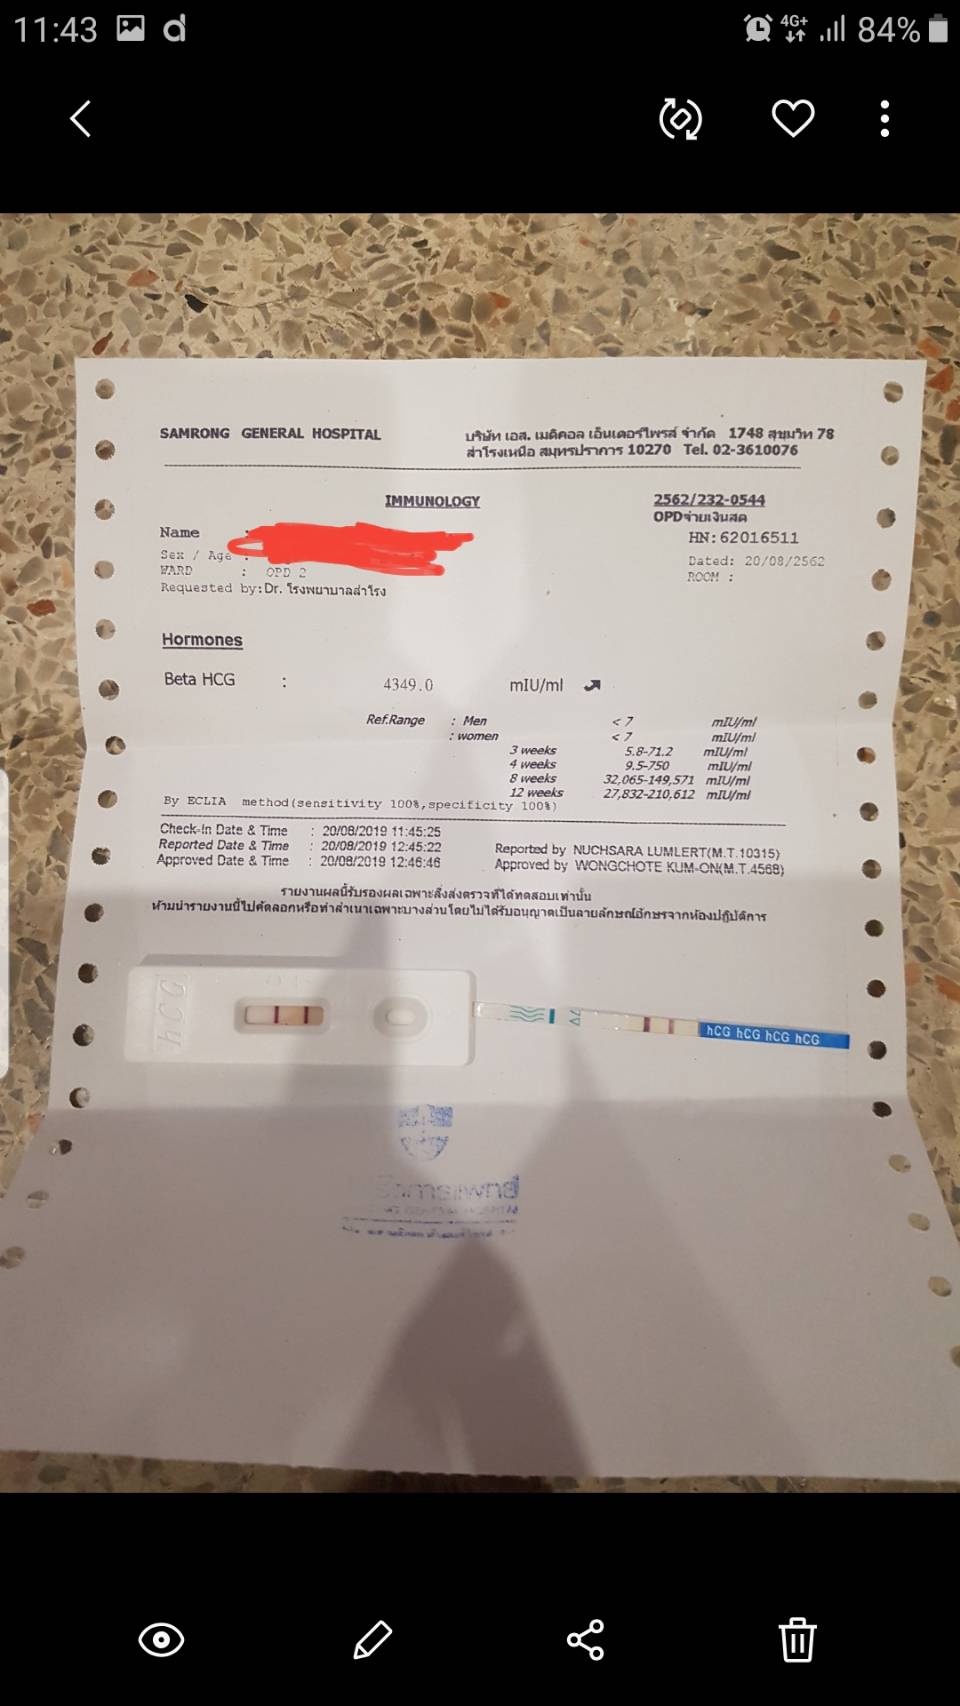 11:43
4G+ 84%
SAMRONG GENERAL HOSPITAL
บริษัท เอส. เมดิคอล เอ็นเตอร์ไพรส์ จำกัด 1748 สุขุมวิท 78
สำโรงเหนือ สมุทรปราการ 10270 Tel. 02-3610076
IMMUNOLOGY
2562/232-0544
OPDจ่ายเงินสด
Name :
HN:62016511
Sex / Age :
Dated: 20/08/2562
WARD : OPD 2
ROOM :
Requested by:Dr. โรงพยาบาลสำโรง
Hormones
Beta HCG : 4349.0 mIU/ml
Ref.Range : Men < 7 mIU/ml
: women < 7 mIU/ml
3 weeks 5.8-71.2 mIU/ml
4 weeks 9.5-750 mIU/ml
8 weeks 32,065-149,571 mIU/ml
12 weeks 27,832-210,612 mIU/ml
By ECLIA method(sensitivity 100%,specificity 100%)
Check-In Date & Time : 20/08/2019 11:45:25
Reported Date & Time : 20/08/2019 12:45:22
Reported by NUCHSARA LUMLERT(M.T.10315)
Approved Date & Time : 20/08/2019 12:46:46
Approved by WONGCHOTE KUM-ON(M.T.4568)
รายงานผลนี้รับรองผลเฉพาะสิ่งส่งตรวจที่ได้ทดสอบเท่านั้น
ห้ามนำรายงานนี้ไปคัดลอกหรือทำสำเนาเฉพาะบางส่วนโดยไม่ได้รับอนุญาตเป็นลายลักษณ์อักษรจากห้องปฏิบัติการ
hCG
hCG hCG hCG hCG